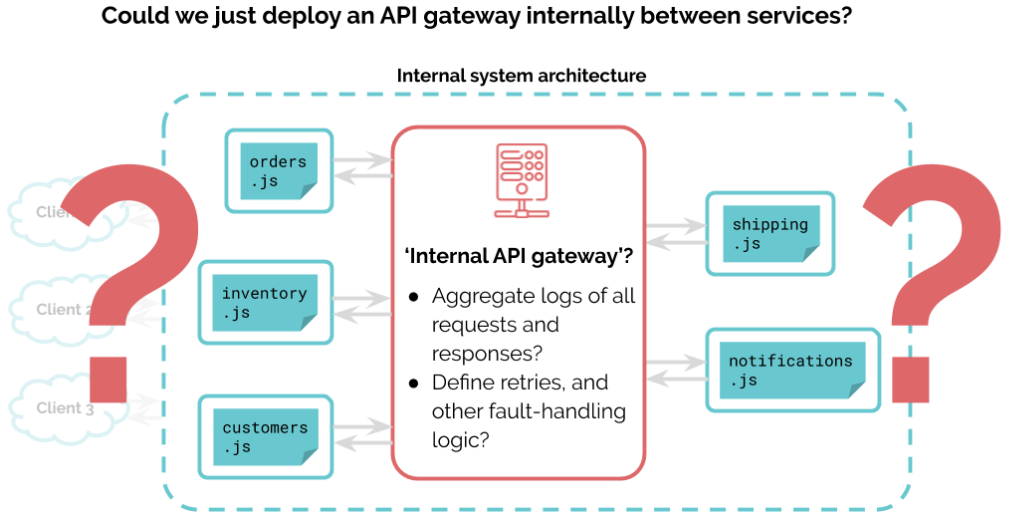 Could we just deploy an API gateway internally between services?
Internal system architecture
orders
.js
inventory
.js
customers
.js
‘Internal API gateway’?
● Aggregate logs of all
requests and
responses?
● Define retries, and
other fault-handling
logic?
shipping
.js
notifications
.js
Client 2
Client 3
?
?